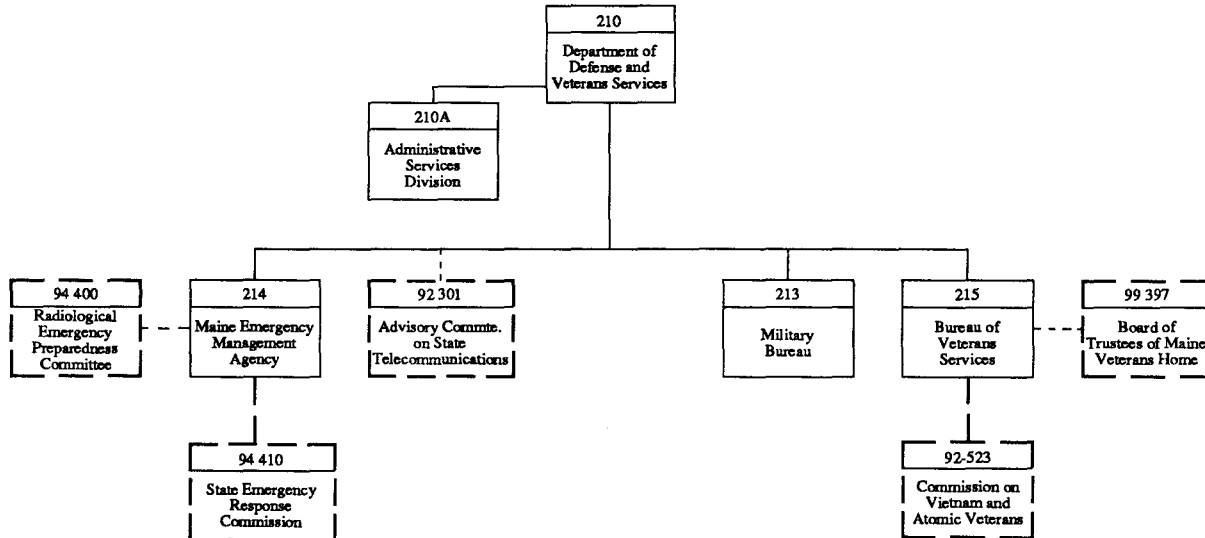 210
Department of
Defense and
Veterans Services
210A
Administrative
Services
Division
94 400
Radiological
Emergency
Preparedness
Committee
214
Maine Emergency
Management
Agency
92 301
Advisory Commte.
on State
Telecommunications
213
Military
Bureau
215
Bureau of
Veterans
Services
99 397
Board of
Trustees of Maine
Veterans Home
94 410
State Emergency
Response
Commission
92-523
Commission on
Vietnam and
Atomic Veterans